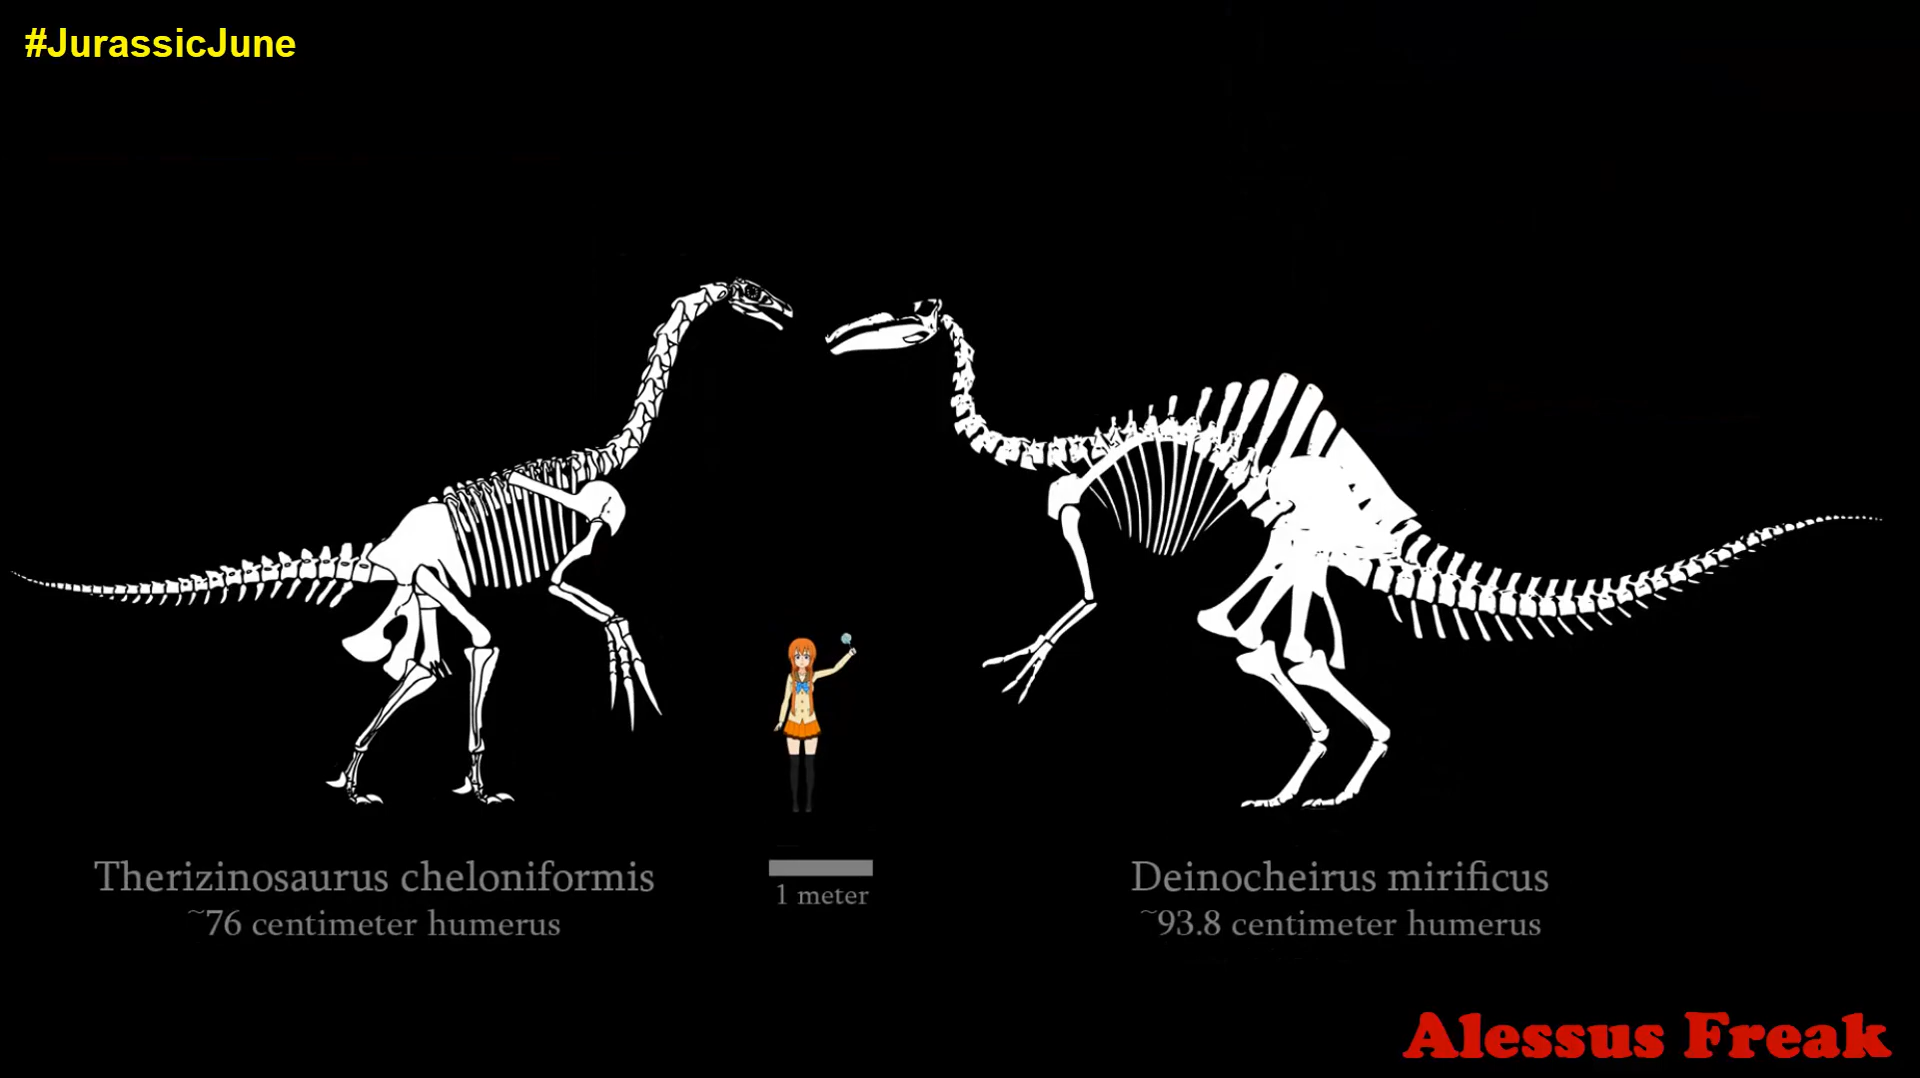 #JurassicJune
Therizinosaurus cheloniformis
~76 centimeter humerus
1 meter
Deinocheirus mirificus
~93.8 centimeter humerus
Alessus Freak